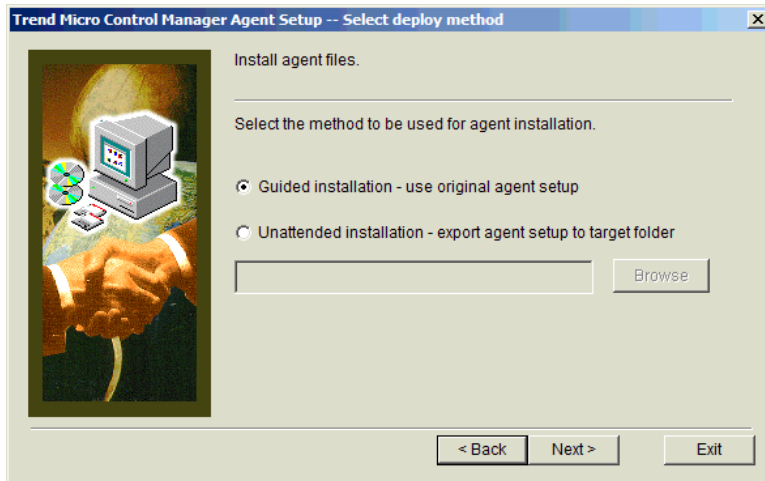 Trend Micro Control Manager Agent Setup -- Select deploy method
Install agent files.
Select the method to be used for agent installation.
Guided installation - use original agent setup
Unattended installation - export agent setup to target folder
Browse
< Back
Next >
Exit